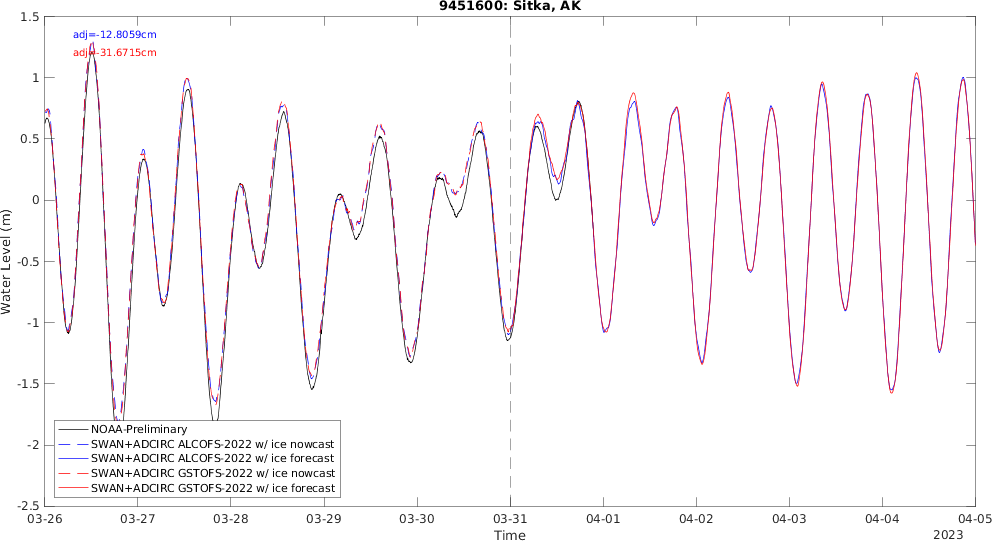 9451600: Sitka, AK
adj=-12.8059cm
adj=-31.6715cm
1.5
1
0.5
0
-0.5
-1
-1.5
-2
-2.5
Water Level (m)
NOAA-Preliminary
SWAN+ADCIRC ALCOFS-2022 w/ ice nowcast
SWAN+ADCIRC ALCOFS-2022 w/ ice forecast
SWAN+ADCIRC GSTOFS-2022 w/ ice nowcast
SWAN+ADCIRC GSTOFS-2022 w/ ice forecast
03-26 03-27 03-28 03-29 03-30 03-31 04-01 04-02 04-03 04-04 04-05
Time
2023